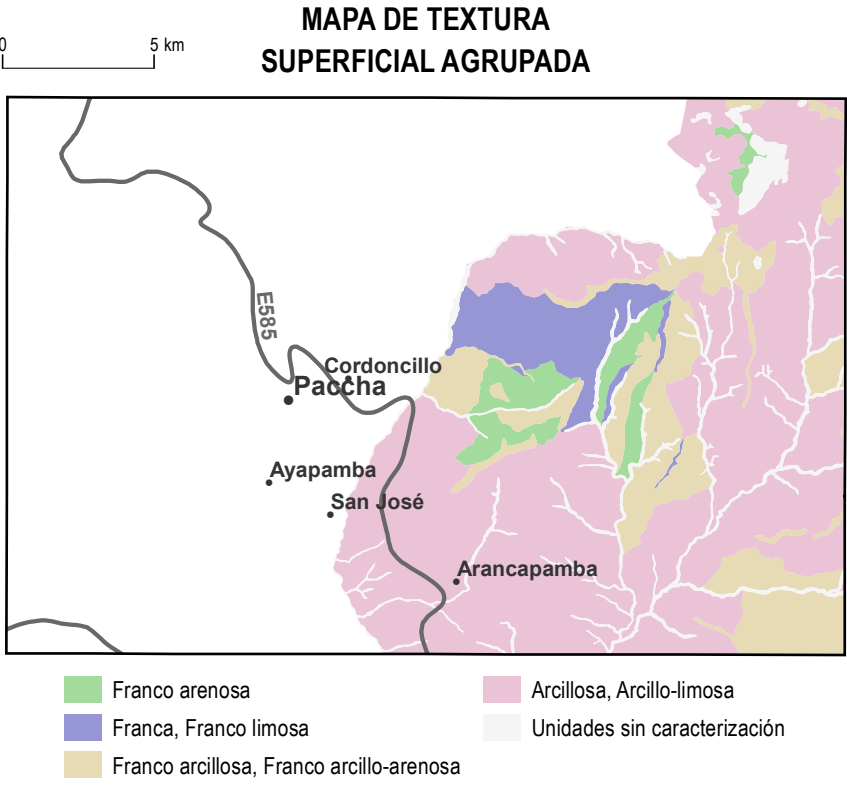 MAPA DE TEXTURA
SUPERFICIAL AGRUPADA
0 5 km
E585
Cordoncillo
Paccha
Ayapamba
San José
Arancapamba
Franco arenosa
Franca, Franco limosa
Franco arcillosa, Franco arcillo-arenosa
Arcillosa, Arcillo-limosa
Unidades sin caracterización